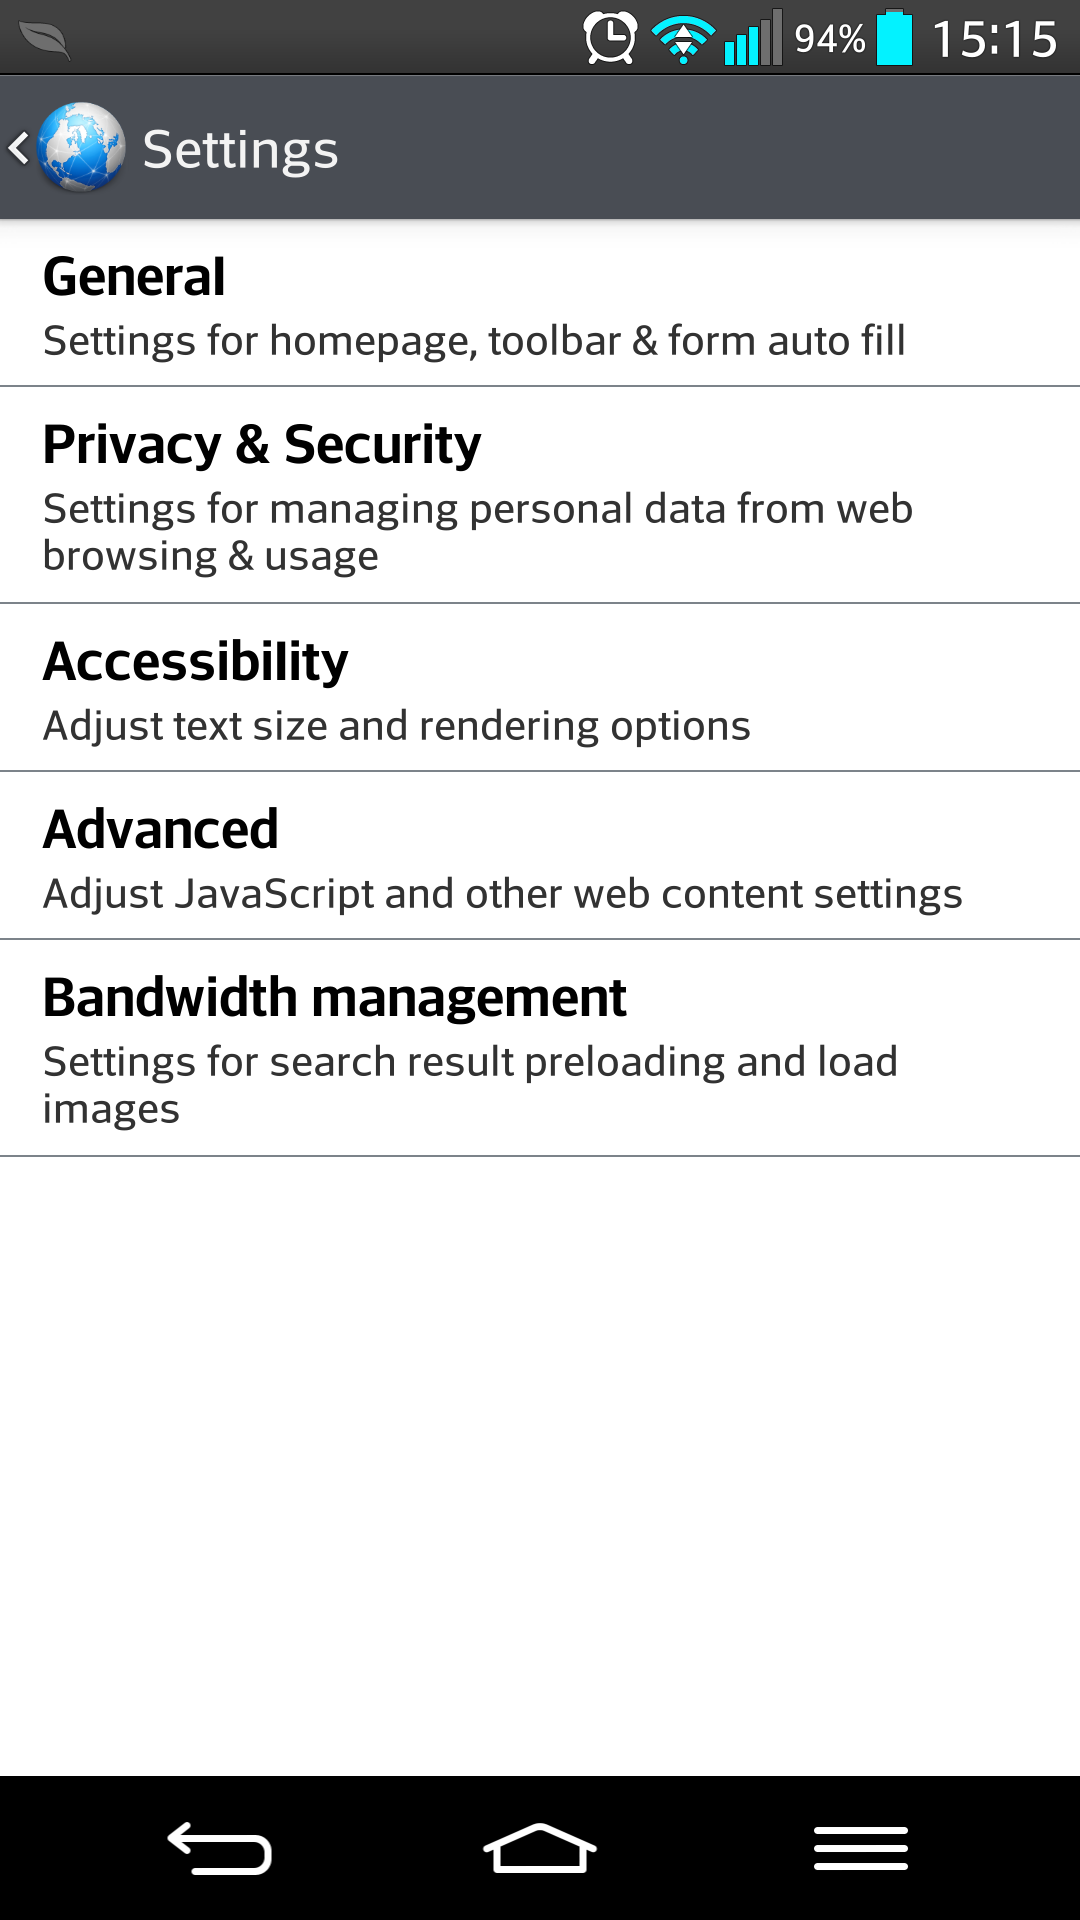 94% 15:15
Settings
General
Settings for homepage, toolbar & form auto fill
Privacy & Security
Settings for managing personal data from web
browsing & usage
Accessibility
Adjust text size and rendering options
Advanced
Adjust JavaScript and other web content settings
Bandwidth management
Settings for search result preloading and load
images